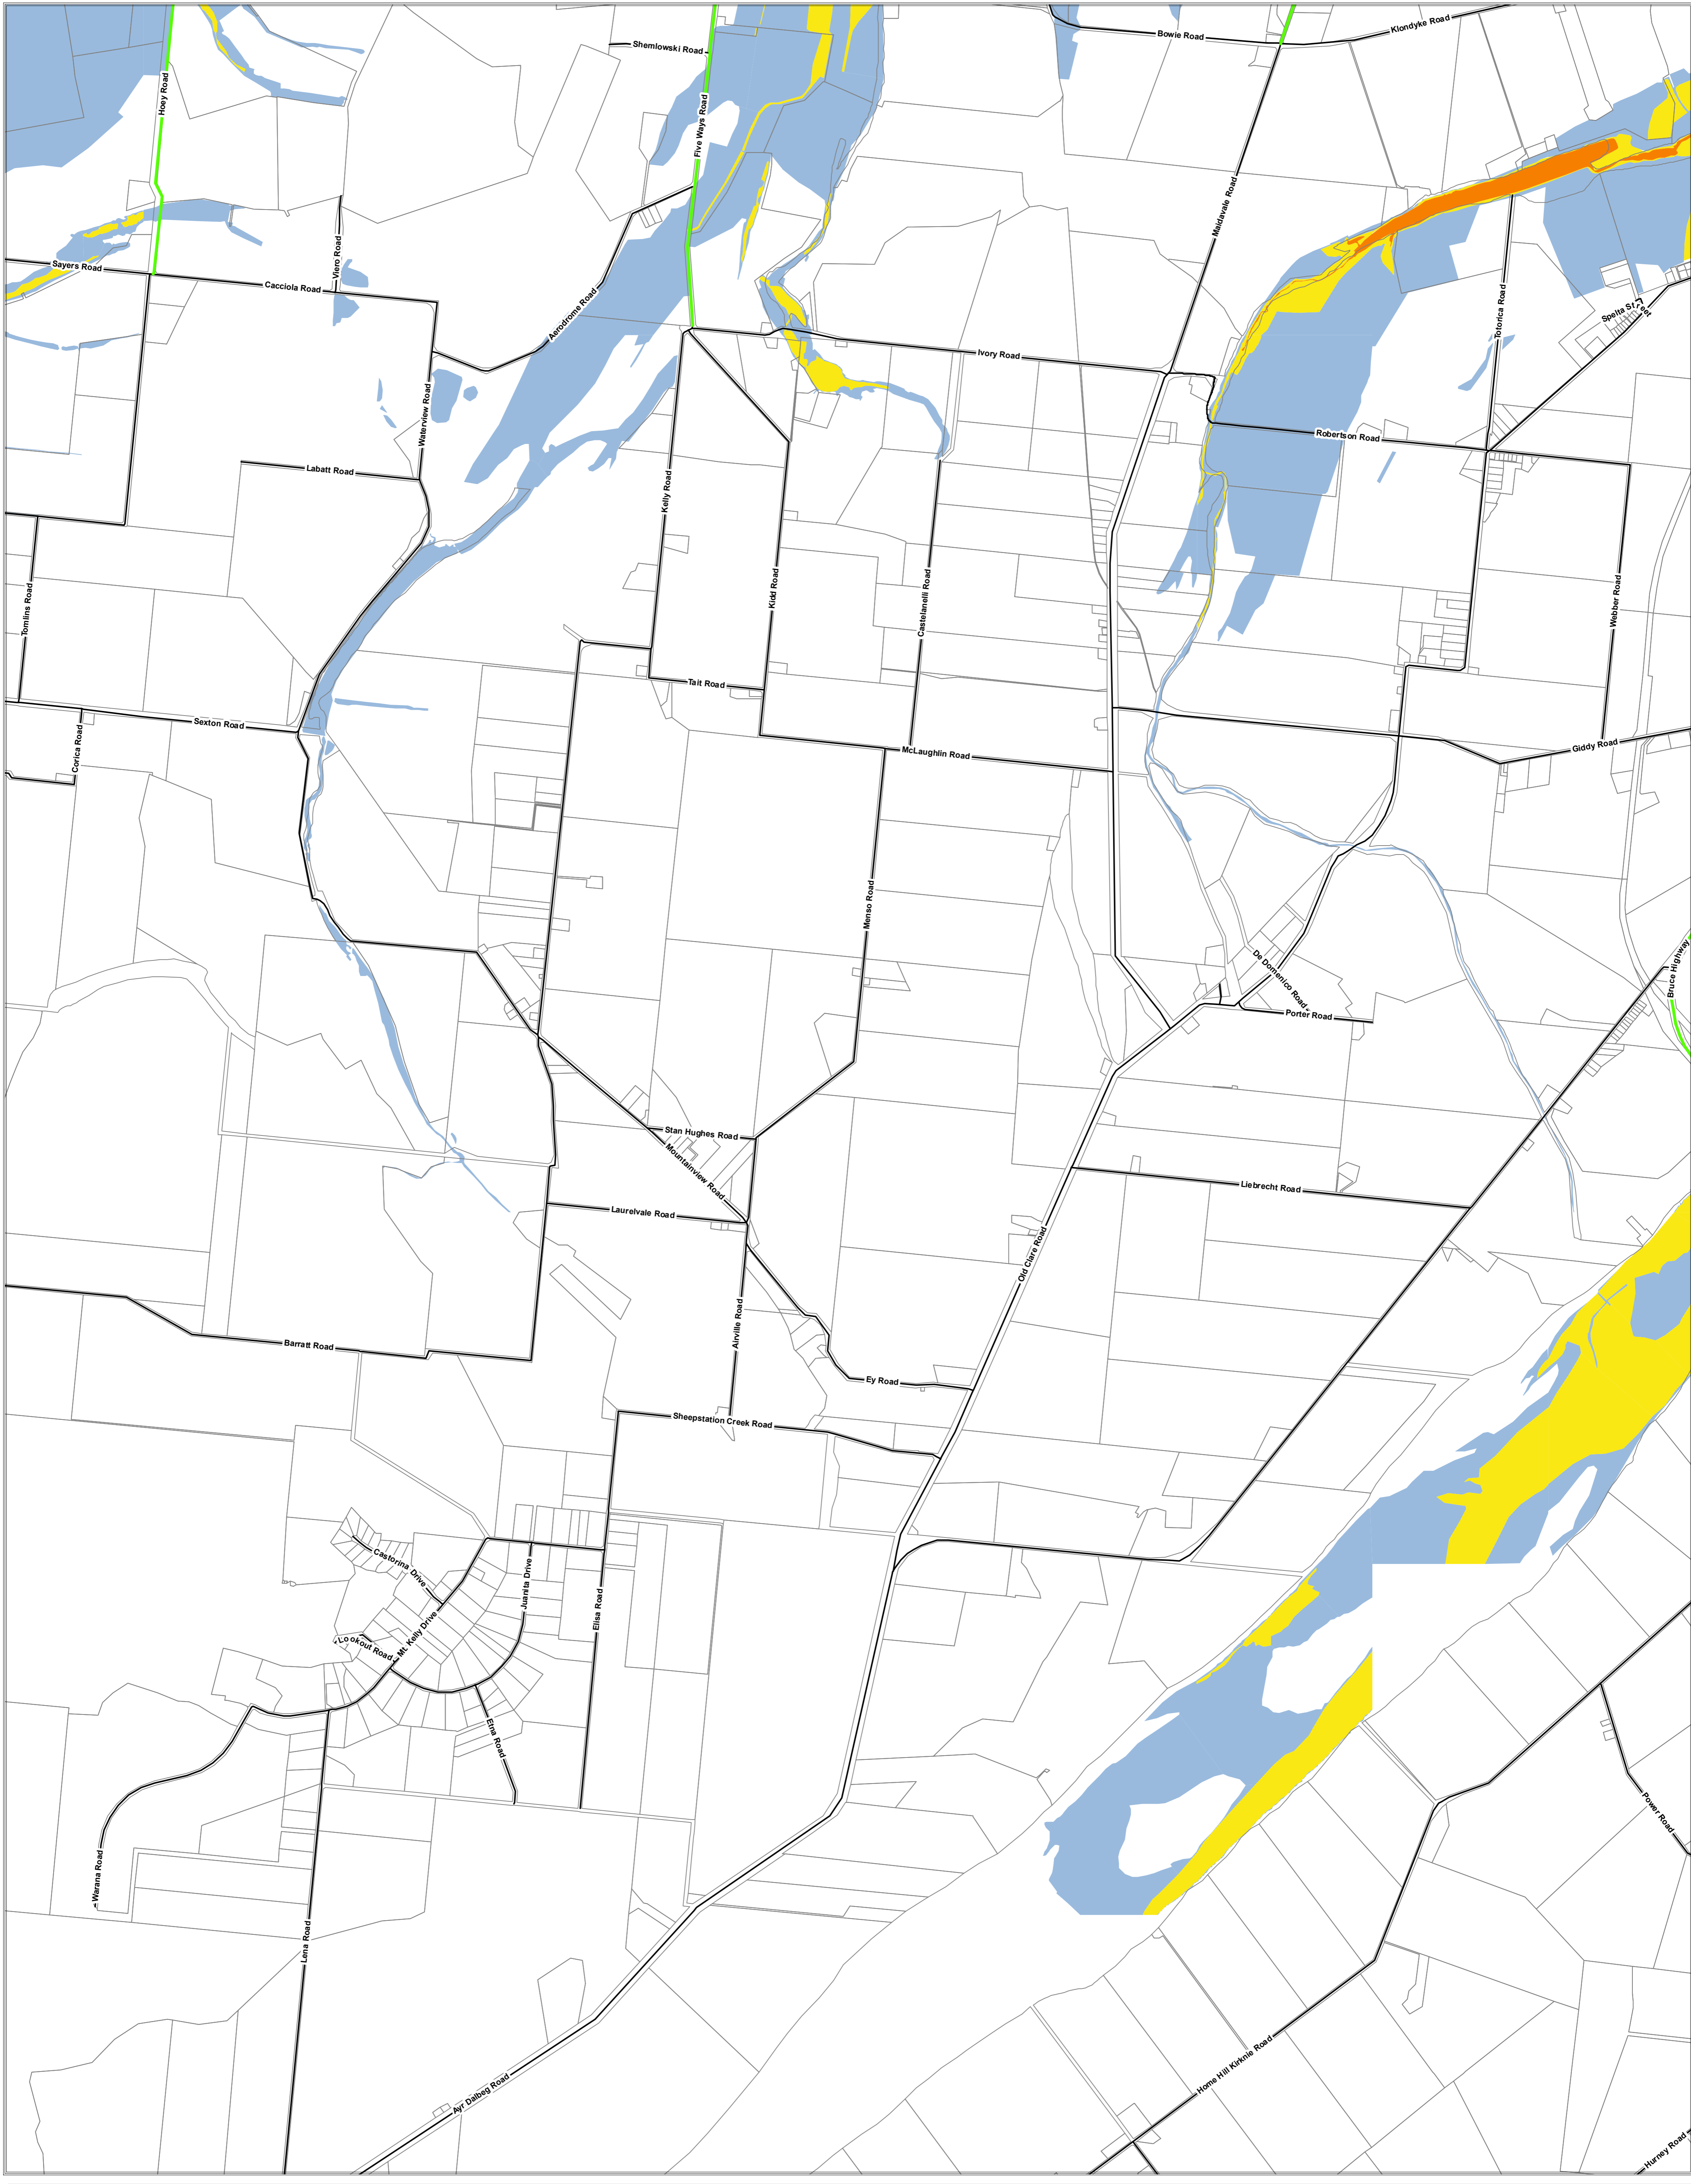 Klondyke Road
Bowie Road
Shemlowski Road
Hoey Road
Five Ways Road
Maidavale Road
Viero Road
Sayers Road
Cacciola Road
Aerodrome Road
Spelta Street
Totorica Road
Ivory Road
Waterview Road
Robertson Road
Labatt Road
Kelly Road
Kidd Road
Castelanelli Road
Webber Road
Tomlins Road
Tait Road
Sexton Road
Corica Road
McLaughlin Road
Giddy Road
Menso Road
De Domenico Road
Bruce Highway
Porter Road
Stan Hughes Road
Mountainview Road
Liebrecht Road
Laurelvale Road
Old Clare Road
Airville Road
Barratt Road
Ey Road
Sheepstation Creek Road
Castorina Drive
Juanita Drive
Elisa Road
Mt. Kelly Drive
Lookout Road
Etna Road
Power Road
Warana Road
Lena Road
Home Hill Kirknie Road
Ayr Dalbeg Road
Hurney Road